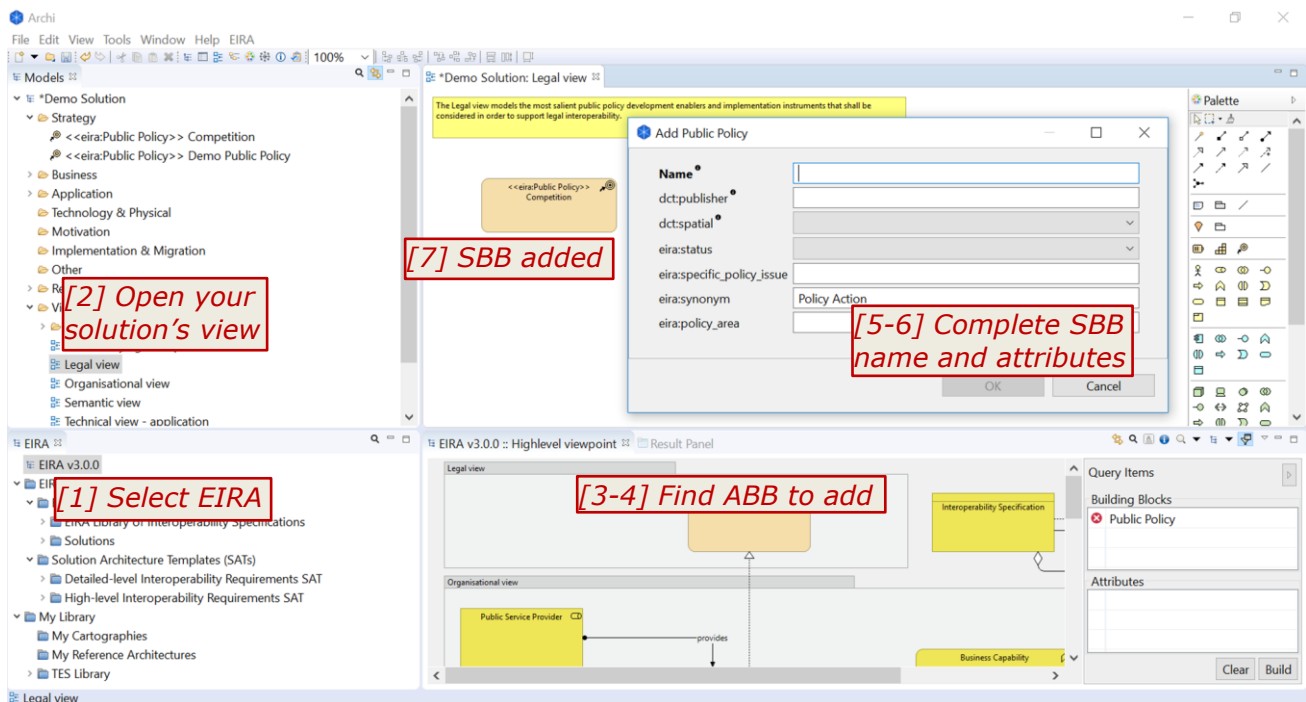 Archi
File Edit View Tools Window Help EIRA
100%
Models
*Demo Solution
Strategy
<<eira:Public Policy>> Competition
<<eira:Public Policy>> Demo Public Policy
Business
Application
Technology & Physical
Motivation
Implementation & Migration
Other
Re
Vi
[2] Open your
solution's view
Legal view
Organisational view
Semantic view
Technical view - application
*Demo Solution: Legal view
The Legal view models the most salient public policy development enablers and implementation instruments that shall be
considered in order to support legal interoperability.
<<eira:Public Policy>>
Competition
[7] SBB added
Add Public Policy
Name
dct:publisher
dct:spatial
eira:status
eira:specific_policy_issue
eira:synonym Policy Action
eira:policy_area
[5-6] Complete SBB
name and attributes
OK Cancel
Palette
EIRA
EIRA v3.0.0
EIR
[1] Select EIRA
EIRA Library of Interoperability Specifications
Solutions
Solution Architecture Templates (SATs)
Detailed-level Interoperability Requirements SAT
High-level Interoperability Requirements SAT
My Library
My Cartographies
My Reference Architectures
TES Library
EIRA v3.0.0 :: Highlevel viewpoint Result Panel
Legal view
[3-4] Find ABB to add
Interoperability Specification
Organisational view
Public Service Provider
provides
Business Capability
Query Items
Building Blocks
Public Policy
Attributes
Clear Build
Legal view